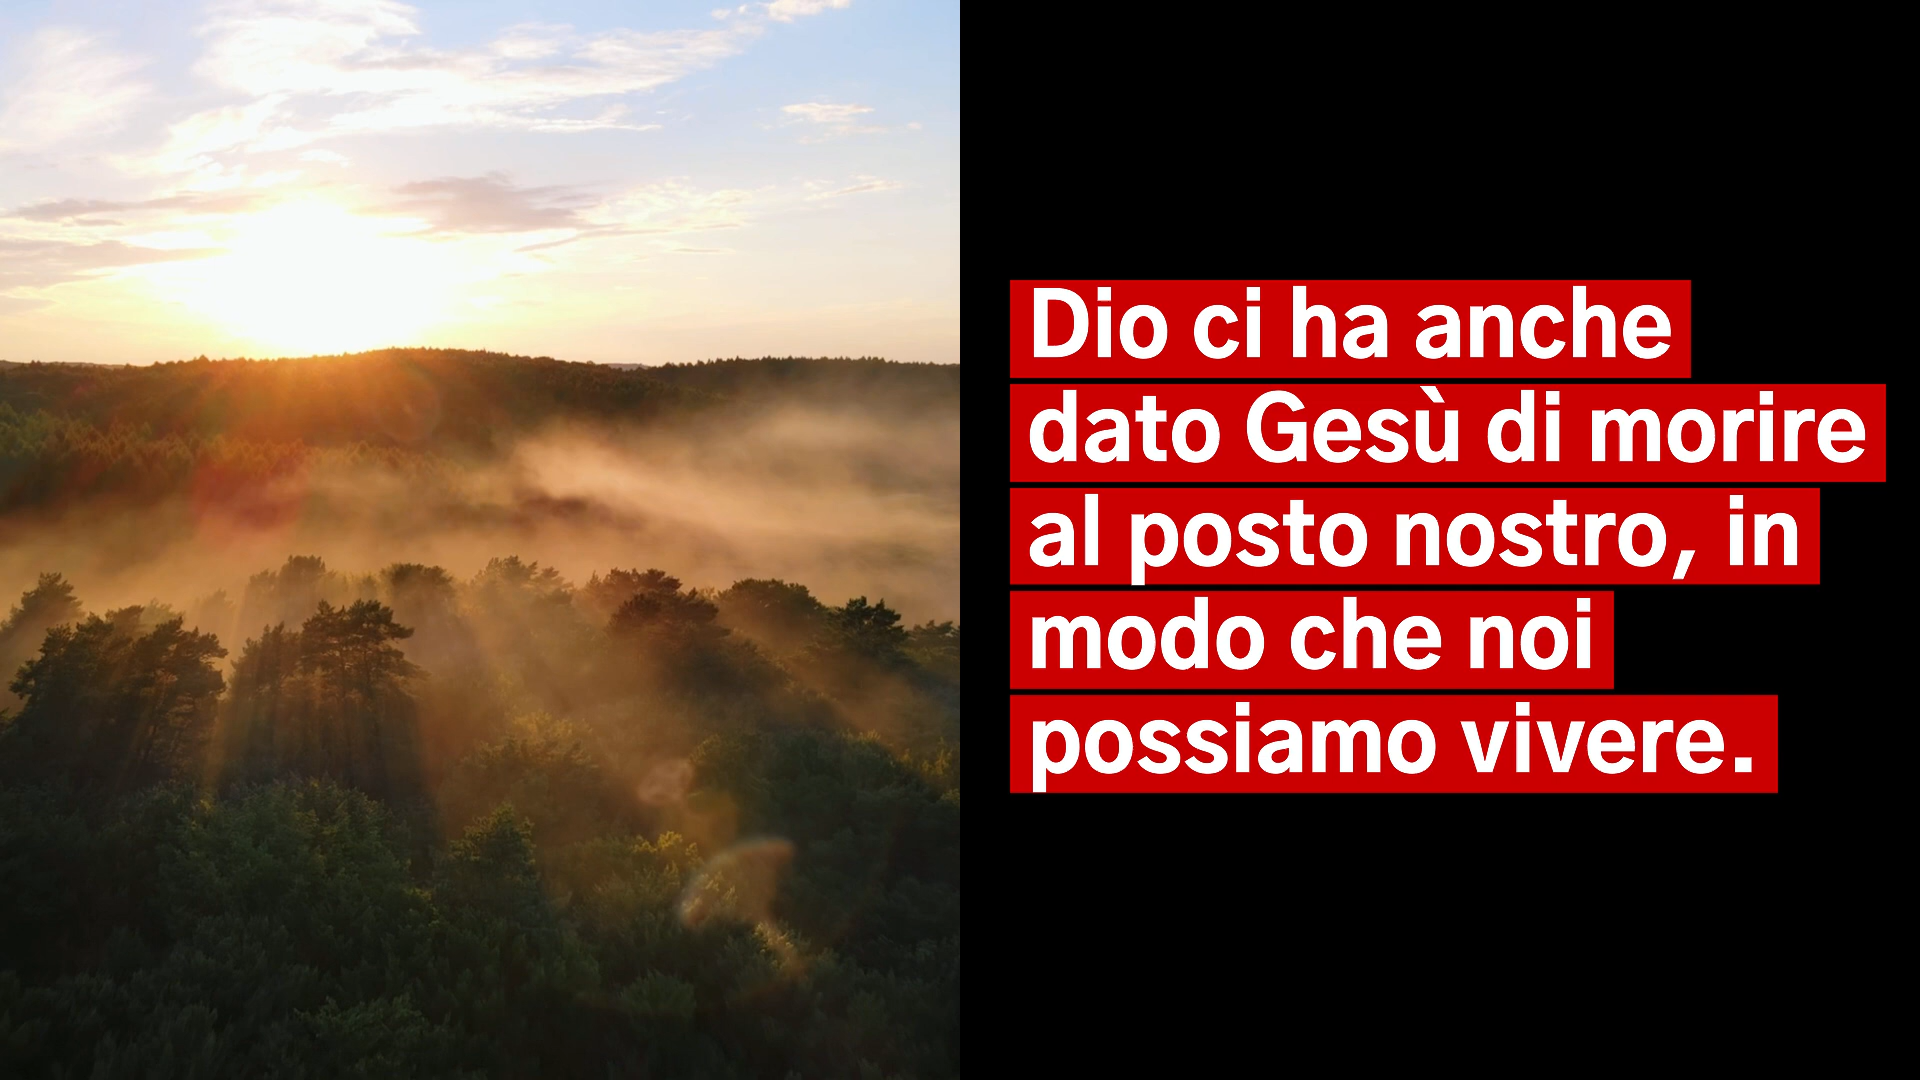 Dio ci ha anche
dato Gesù di morire
al posto nostro, in
modo che noi
possiamo vivere.